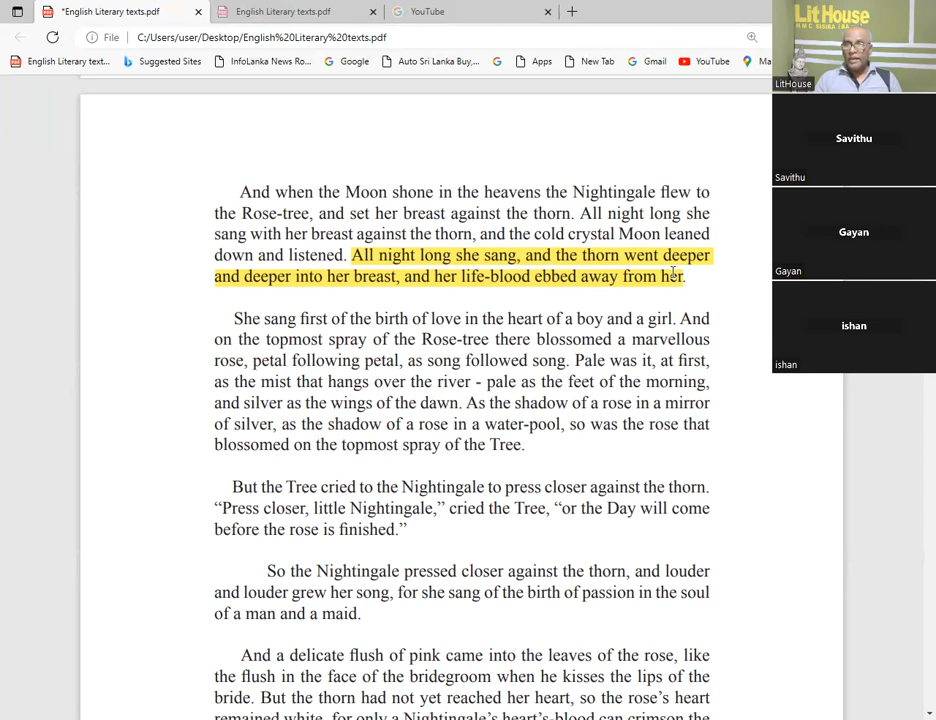 *English Literary texts.pdf
English Literary texts.pdf
YouTube
File
C:/Users/user/Desktop/English%20Literary%20texts.pdf
English Literary text...
Suggested Sites
InfoLanka News Ro...
Google
Auto Sri Lanka Buy,...
Apps
New Tab
Gmail
YouTube
Ma
LitHouse
LitHouse
Savithu
Savithu
Gayan
Gayan
ishan
ishan
And when the Moon shone in the heavens the Nightingale flew to
the Rose-tree, and set her breast against the thorn. All night long she
sang with her breast against the thorn, and the cold crystal Moon leaned
down and listened. All night long she sang, and the thorn went deeper
and deeper into her breast, and her life-blood ebbed away from her.
She sang first of the birth of love in the heart of a boy and a girl. And
on the topmost spray of the Rose-tree there blossomed a marvellous
rose, petal following petal, as song followed song. Pale was it, at first,
as the mist that hangs over the river - pale as the feet of the morning,
and silver as the wings of the dawn. As the shadow of a rose in a mirror
of silver, as the shadow of a rose in a water-pool, so was the rose that
blossomed on the topmost spray of the Tree.
But the Tree cried to the Nightingale to press closer against the thorn.
“Press closer, little Nightingale,” cried the Tree, “or the Day will come
before the rose is finished.”
So the Nightingale pressed closer against the thorn, and louder
and louder grew her song, for she sang of the birth of passion in the soul
of a man and a maid.
And a delicate flush of pink came into the leaves of the rose, like
the flush in the face of the bridegroom when he kisses the lips of the
bride. But the thorn had not yet reached her heart, so the rose’s heart
remained white, for only a Nightingale’s heart’s-blood can crimson the